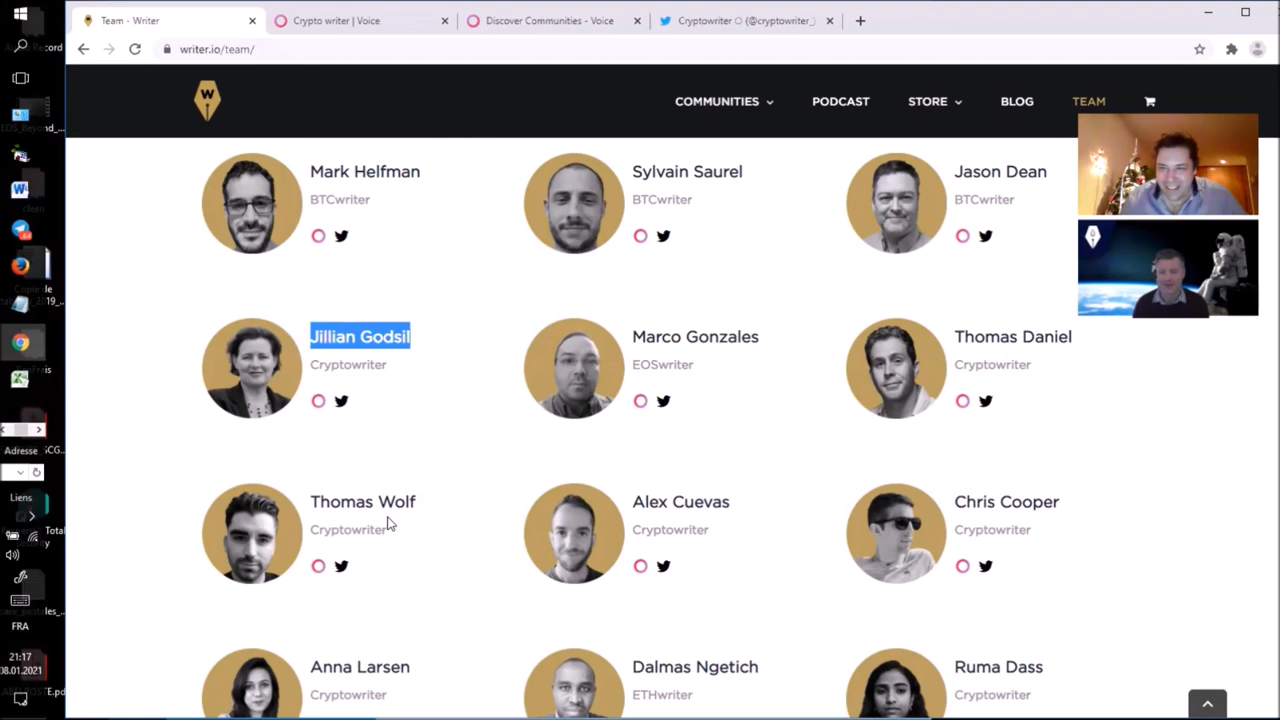 Team - Writer
Crypto writer | Voice
Discover Communities - Voice
Cryptowriter
writer.io/team/
W
COMMUNITIES
PODCAST
STORE
BLOG
TEAM
Mark Helfman
BTCwriter
Sylvain Saurel
BTCwriter
Jason Dean
BTCwriter
Jillian Godsil
Cryptowriter
Marco Gonzales
EOSwriter
Thomas Daniel
Cryptowriter
Thomas Wolf
Cryptowriter
Alex Cuevas
Cryptowriter
Chris Cooper
Cryptowriter
Anna Larsen
Cryptowriter
Dalmas Ngetich
ETHwriter
Ruma Dass
Cryptowriter
Adresse
Liens
FRA
21:17
08.01.2021